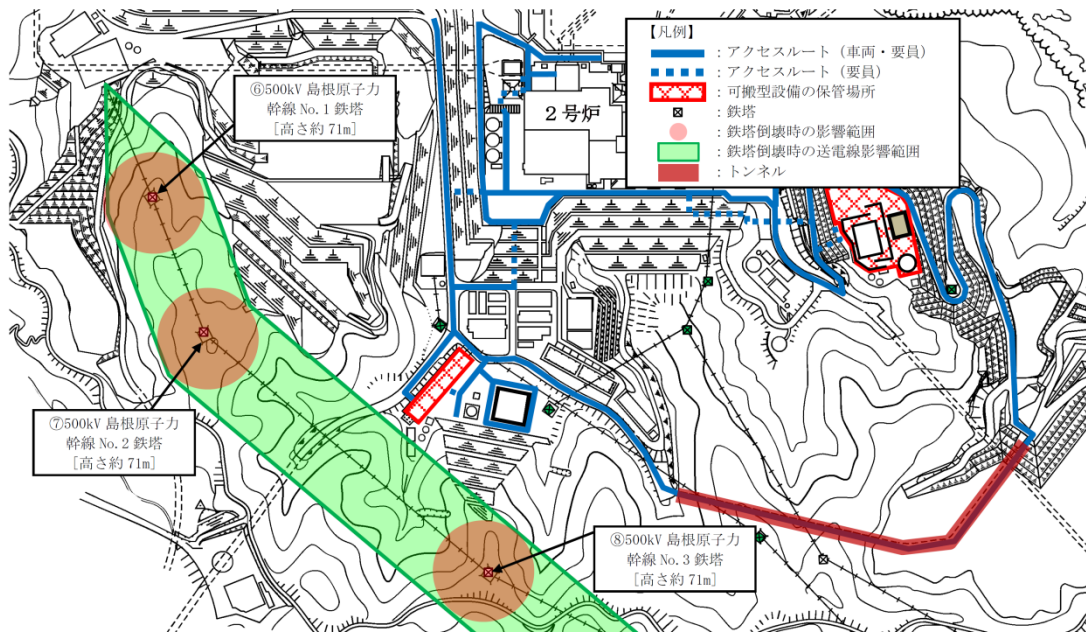 【凡例】
：アクセスルート（車両・要員）
：アクセスルート（要員）
：可搬型設備の保管場所
：鉄塔
：鉄塔倒壊時の影響範囲
：鉄塔倒壊時の送電線影響範囲
：トンネル
⑥500kV 島根原子力
幹線 No.1 鉄塔
[高さ約 71m]
2号炉
⑦500kV 島根原子力
幹線 No.2 鉄塔
[高さ約 71m]
⑧500kV 島根原子力
幹線 No.3 鉄塔
[高さ約 71m]